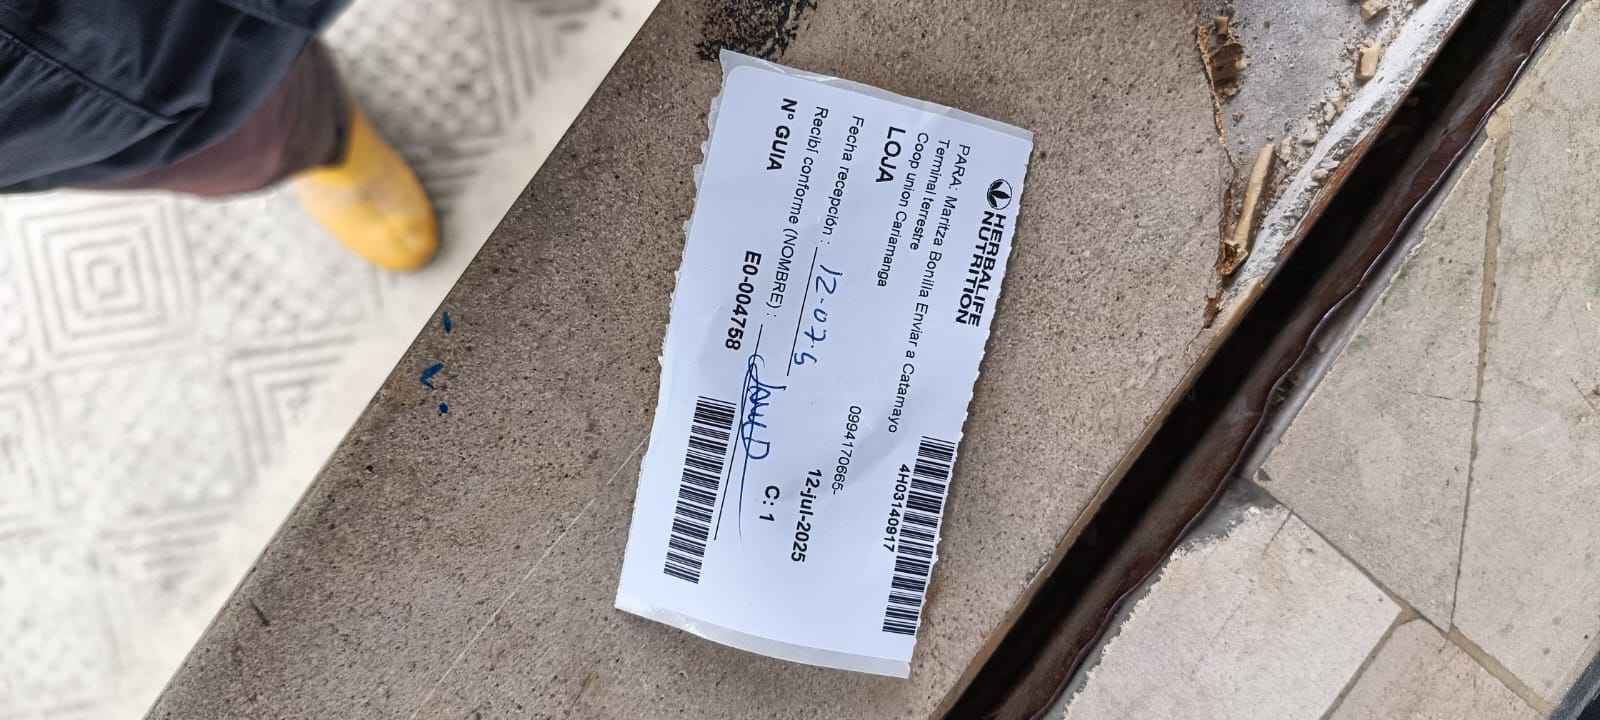 HERBALIFE
NUTRITION
4H03140917
PARA: Maritza Bonilla Enviar a Catamayo
Terminal terrestre
Coop union Cariamanga
0994170665-
LOJA
12-jul-2025
Fecha recepción : 12-07-5
C: 1
Recibí conforme (NOMBRE) :
N° GUIA E0-004758